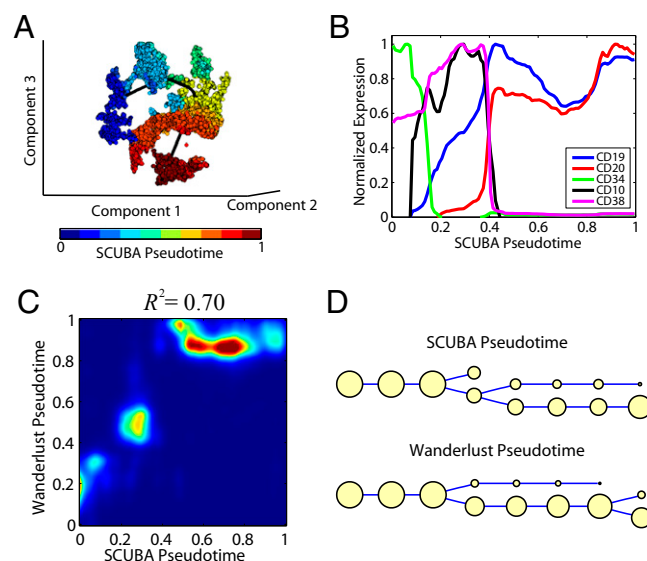 A
Component 3
Component 1
Component 2
0
1
SCUBA Pseudotime
B
Normalized Expression
1
0.8
0.6
0.4
0.2
0
CD19
CD20
CD34
CD10
CD38
0 0.2 0.4 0.6 0.8 1
SCUBA Pseudotime
C
R²= 0.70
Wanderlust Pseudotime
1
0.8
0.6
0.4
0.2
0
0 0.2 0.4 0.6 0.8 1
SCUBA Pseudotime
D
SCUBA Pseudotime
Wanderlust Pseudotime